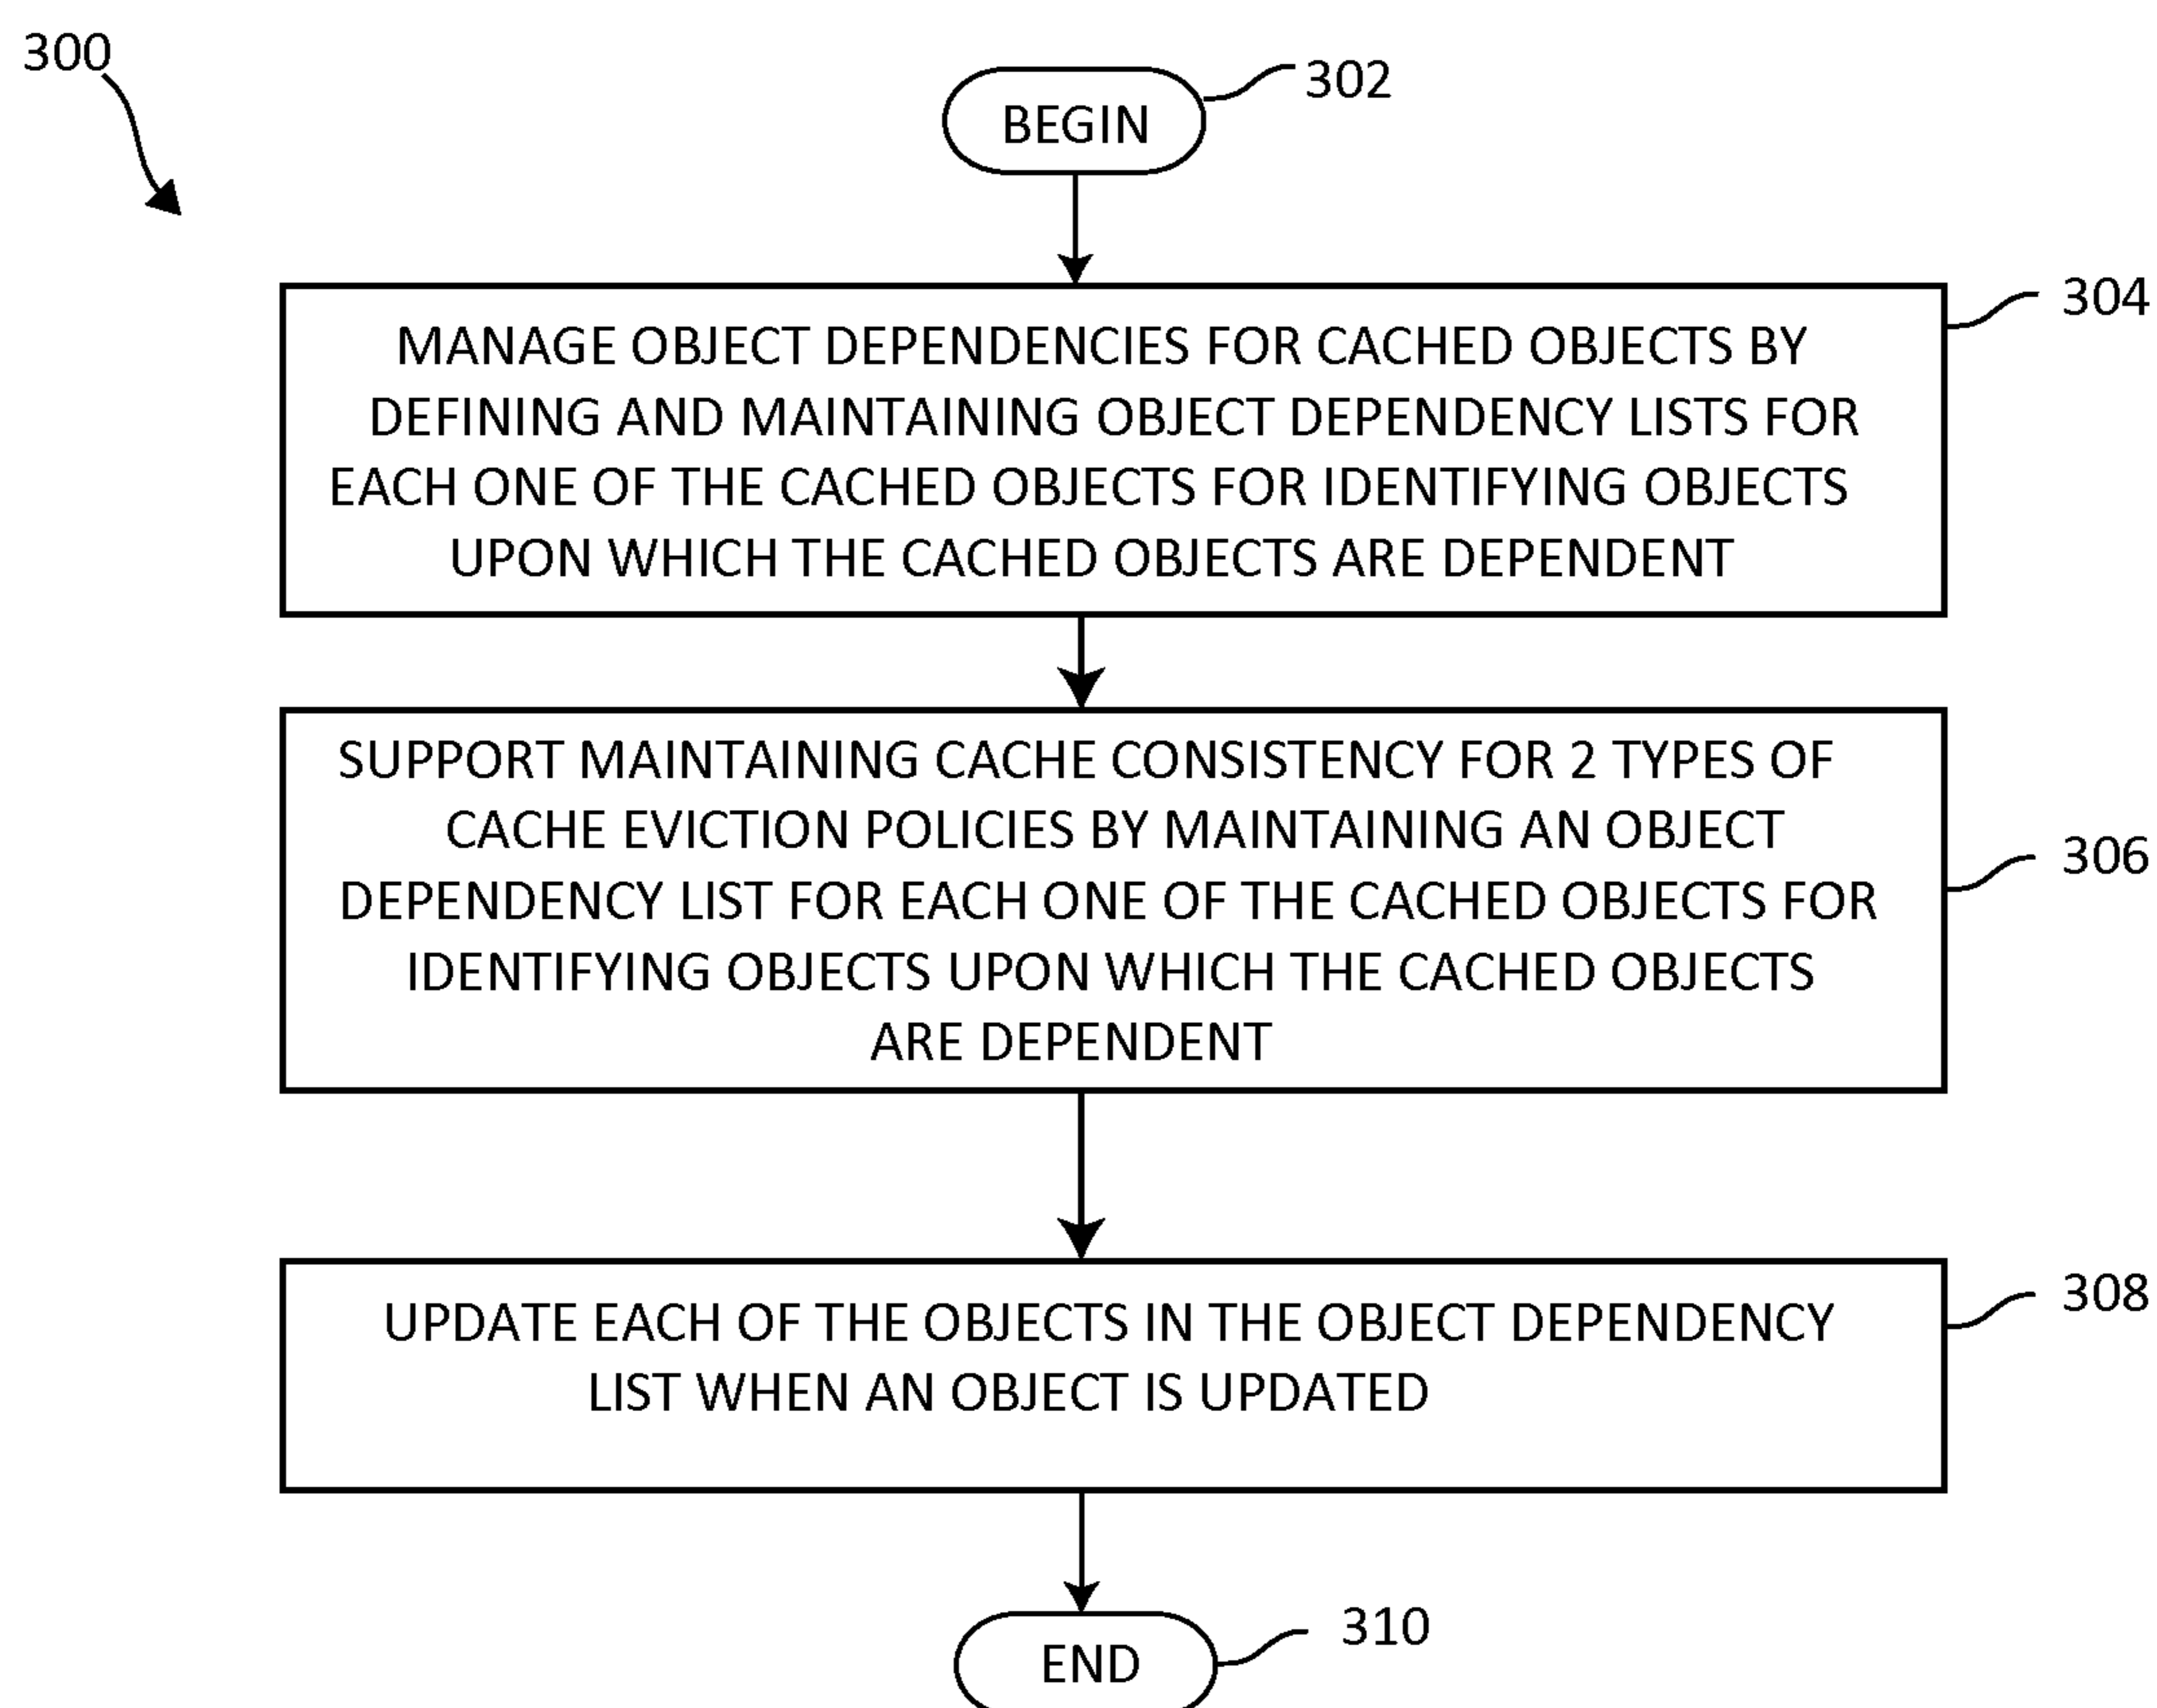 300
BEGIN
302
304
MANAGE OBJECT DEPENDENCIES FOR CACHED OBJECTS BY
DEFINING AND MAINTAINING OBJECT DEPENDENCY LISTS FOR
EACH ONE OF THE CACHED OBJECTS FOR IDENTIFYING OBJECTS
UPON WHICH THE CACHED OBJECTS ARE DEPENDENT
SUPPORT MAINTAINING CACHE CONSISTENCY FOR 2 TYPES OF
CACHE EVICTION POLICIES BY MAINTAINING AN OBJECT
306
DEPENDENCY LIST FOR EACH ONE OF THE CACHED OBJECTS FOR
IDENTIFYING OBJECTS UPON WHICH THE CACHED OBJECTS
ARE DEPENDENT
308
UPDATE EACH OF THE OBJECTS IN THE OBJECT DEPENDENCY
LIST WHEN AN OBJECT IS UPDATED
310
END